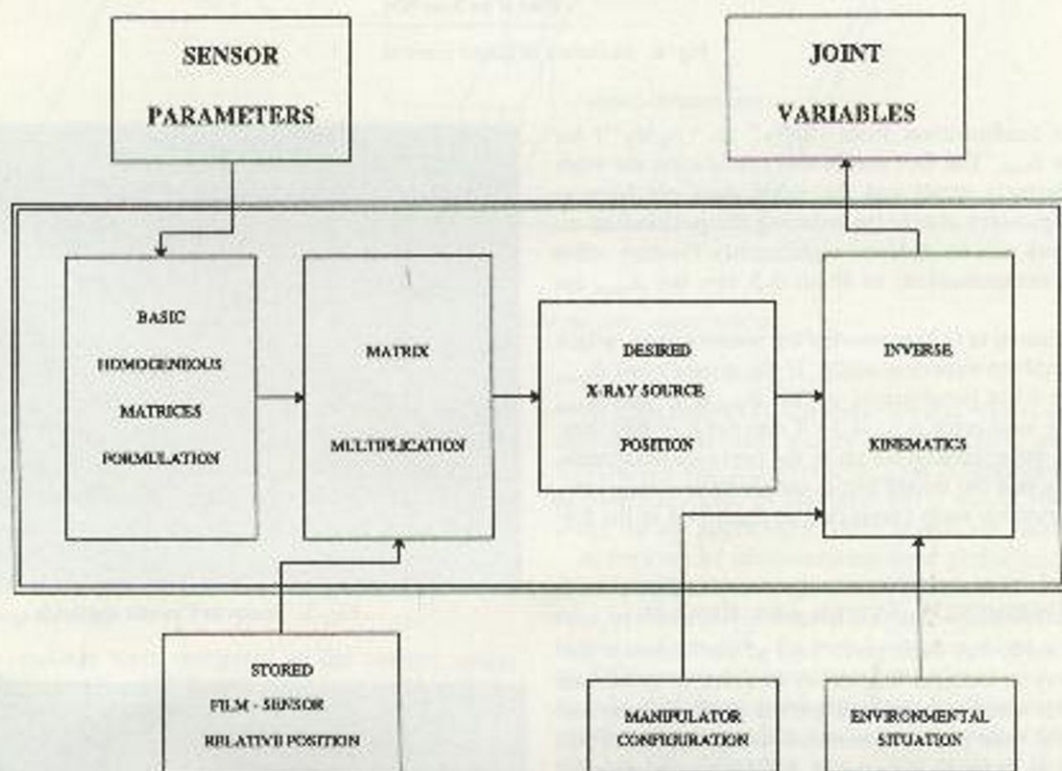 SENSOR
PARAMETERS
JOINT
VARIABLES
BASIC
HOMOGENEOUS
MATRICES
FORMULATION
MATRIX
MULTIPLICATION
DESIRED
X-RAY SOURCE
POSITION
INVERSE
KINEMATICS
STORED
FILM - SENSOR
RELATIVE POSITION
MANIPULATOR
CONFIGURATION
ENVIRONMENTAL
SITUATION